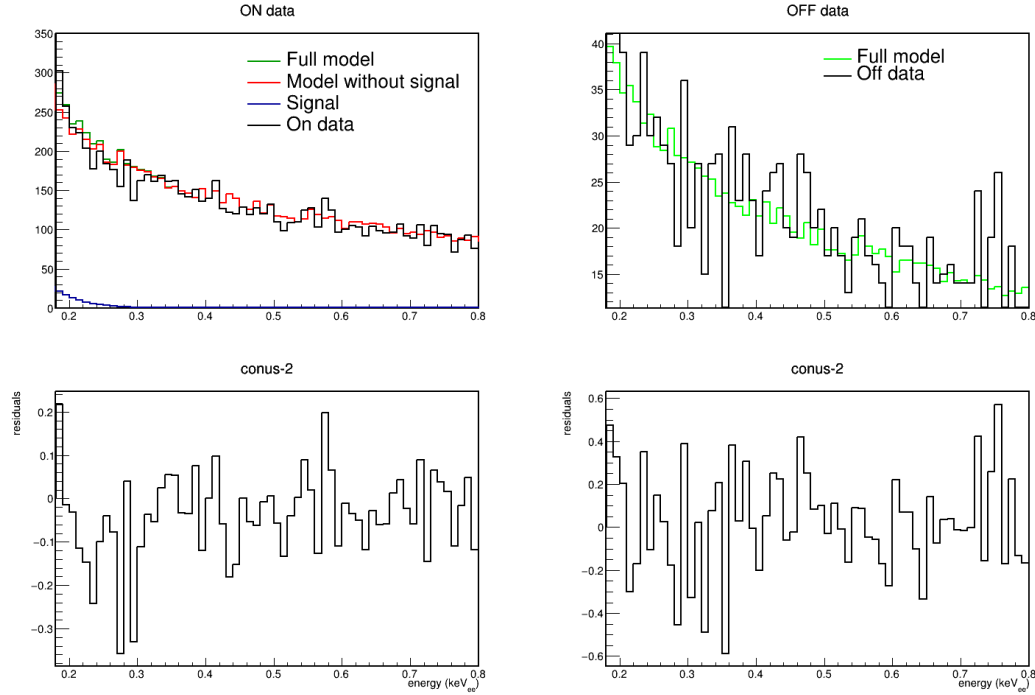 ON data
350
300
250
200
150
100
50
0
0.2 0.3 0.4 0.5 0.6 0.7 0.8
Full model
Model without signal
Signal
On data
OFF data
40
35
30
25
20
15
0.2 0.3 0.4 0.5 0.6 0.7 0.8
Full model
Off data
conus-2
residuals
0.2
0.1
0
−0.1
−0.2
−0.3
0.2 0.3 0.4 0.5 0.6 0.7 0.8
energy (keVee)
conus-2
residuals
0.6
0.4
0.2
0
−0.2
−0.4
−0.6
0.2 0.3 0.4 0.5 0.6 0.7 0.8
energy (keVee)